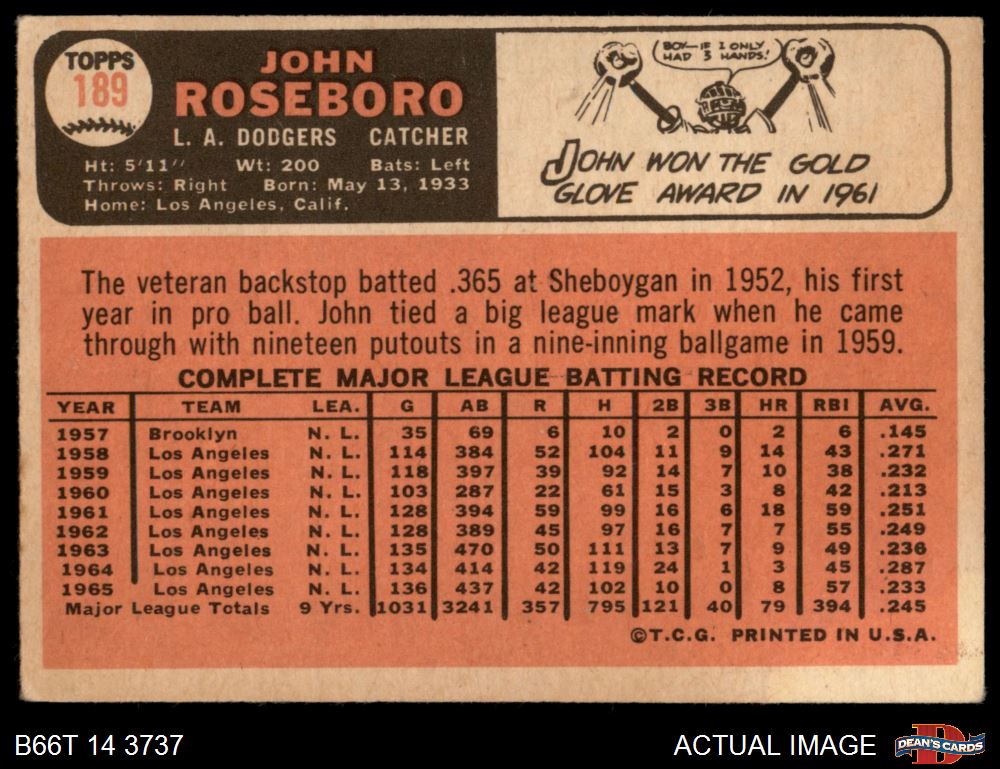 TOPPS
189
JOHN
ROSEBORO
L. A. DODGERS CATCHER
Ht: 5'11" Wt: 200 Bats: Left
Throws: Right Born: May 13, 1933
Home: Los Angeles, Calif.
BOY—IF I ONLY
HAD 3 HANDS!
JOHN WON THE GOLD
GLOVE AWARD IN 1961
The veteran backstop batted .365 at Sheboygan in 1952, his first
year in pro ball. John tied a big league mark when he came
through with nineteen putouts in a nine-inning ballgame in 1959.
COMPLETE MAJOR LEAGUE BATTING RECORD
YEAR TEAM LEA. G AB R H 2B 3B HR RBI AVG.
1957 Brooklyn N. L. 35 69 6 10 2 0 2 6 .145
1958 Los Angeles N. L. 114 384 52 104 11 9 14 43 .271
1959 Los Angeles N. L. 118 397 39 92 14 7 10 38 .232
1960 Los Angeles N. L. 103 287 22 61 15 3 8 42 .213
1961 Los Angeles N. L. 128 394 59 99 16 6 18 59 .251
1962 Los Angeles N. L. 128 389 45 97 16 7 7 55 .249
1963 Los Angeles N. L. 135 470 50 111 13 7 9 49 .236
1964 Los Angeles N. L. 134 414 42 119 24 1 3 45 .287
1965 Los Angeles N. L. 136 437 42 102 10 0 8 57 .233
Major League Totals 9 Yrs. 1031 3241 357 795 121 40 79 394 .245
©T.C.G. PRINTED IN U.S.A.
B66T 14 3737
ACTUAL IMAGE
DEAN'S CARDS